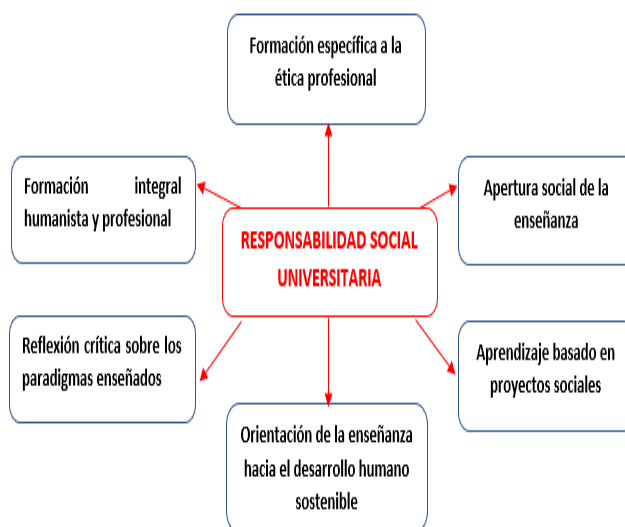 Formación específica a la
ética profesional
Formación integral
humanista y profesional
Apertura social de la
enseñanza
RESPONSABILIDAD SOCIAL
UNIVERSITARIA
Reflexión crítica sobre los
paradigmas enseñados
Aprendizaje basado en
proyectos sociales
Orientación de la enseñanza
hacia el desarrollo humano
sostenible